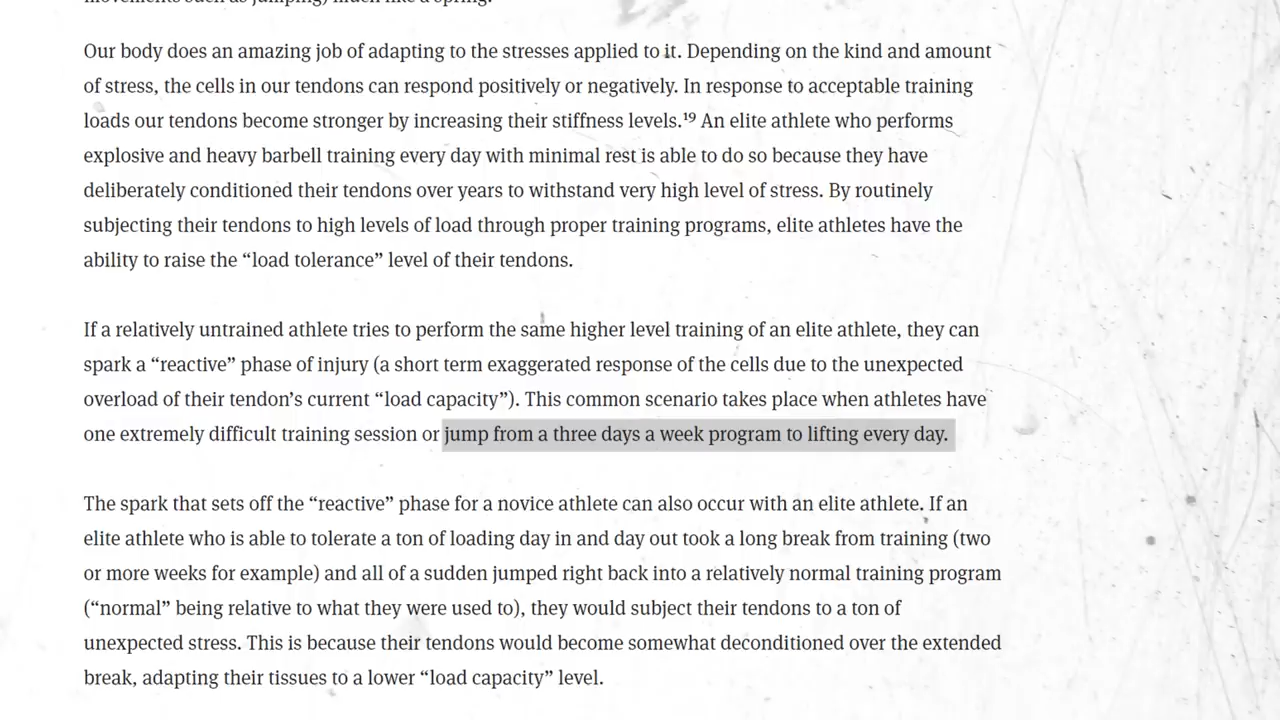 movements such as jumping) much like a spring.
Our body does an amazing job of adapting to the stresses applied to it. Depending on the kind and amount
of stress, the cells in our tendons can respond positively or negatively. In response to acceptable training
loads our tendons become stronger by increasing their stiffness levels.¹⁹ An elite athlete who performs
explosive and heavy barbell training every day with minimal rest is able to do so because they have
deliberately conditioned their tendons over years to withstand very high level of stress. By routinely
subjecting their tendons to high levels of load through proper training programs, elite athletes have the
ability to raise the “load tolerance” level of their tendons.
If a relatively untrained athlete tries to perform the same higher level training of an elite athlete, they can
spark a “reactive” phase of injury (a short term exaggerated response of the cells due to the unexpected
overload of their tendon’s current “load capacity”). This common scenario takes place when athletes have
one extremely difficult training session or jump from a three days a week program to lifting every day.
The spark that sets off the “reactive” phase for a novice athlete can also occur with an elite athlete. If an
elite athlete who is able to tolerate a ton of loading day in and day out took a long break from training (two
or more weeks for example) and all of a sudden jumped right back into a relatively normal training program
(“normal” being relative to what they were used to), they would subject their tendons to a ton of
unexpected stress. This is because their tendons would become somewhat deconditioned over the extended
break, adapting their tissues to a lower “load capacity” level.